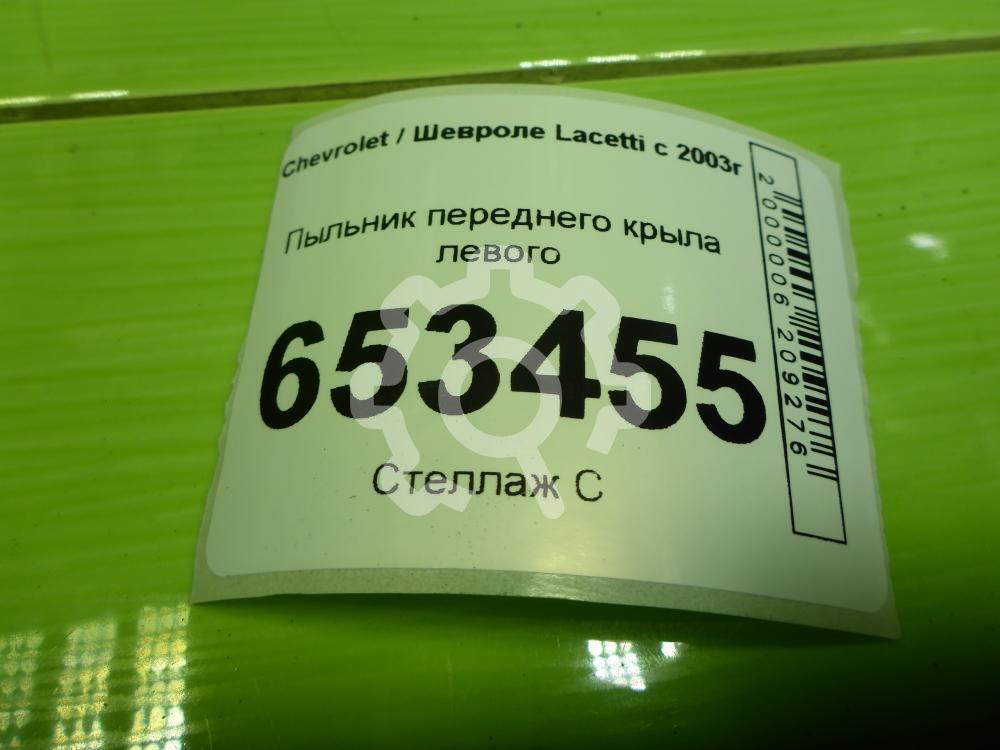 Chevrolet / Шевроле Lacetti с 2003г
Пыльник переднего крыла
левого
653455
Стеллаж С
2000006209276